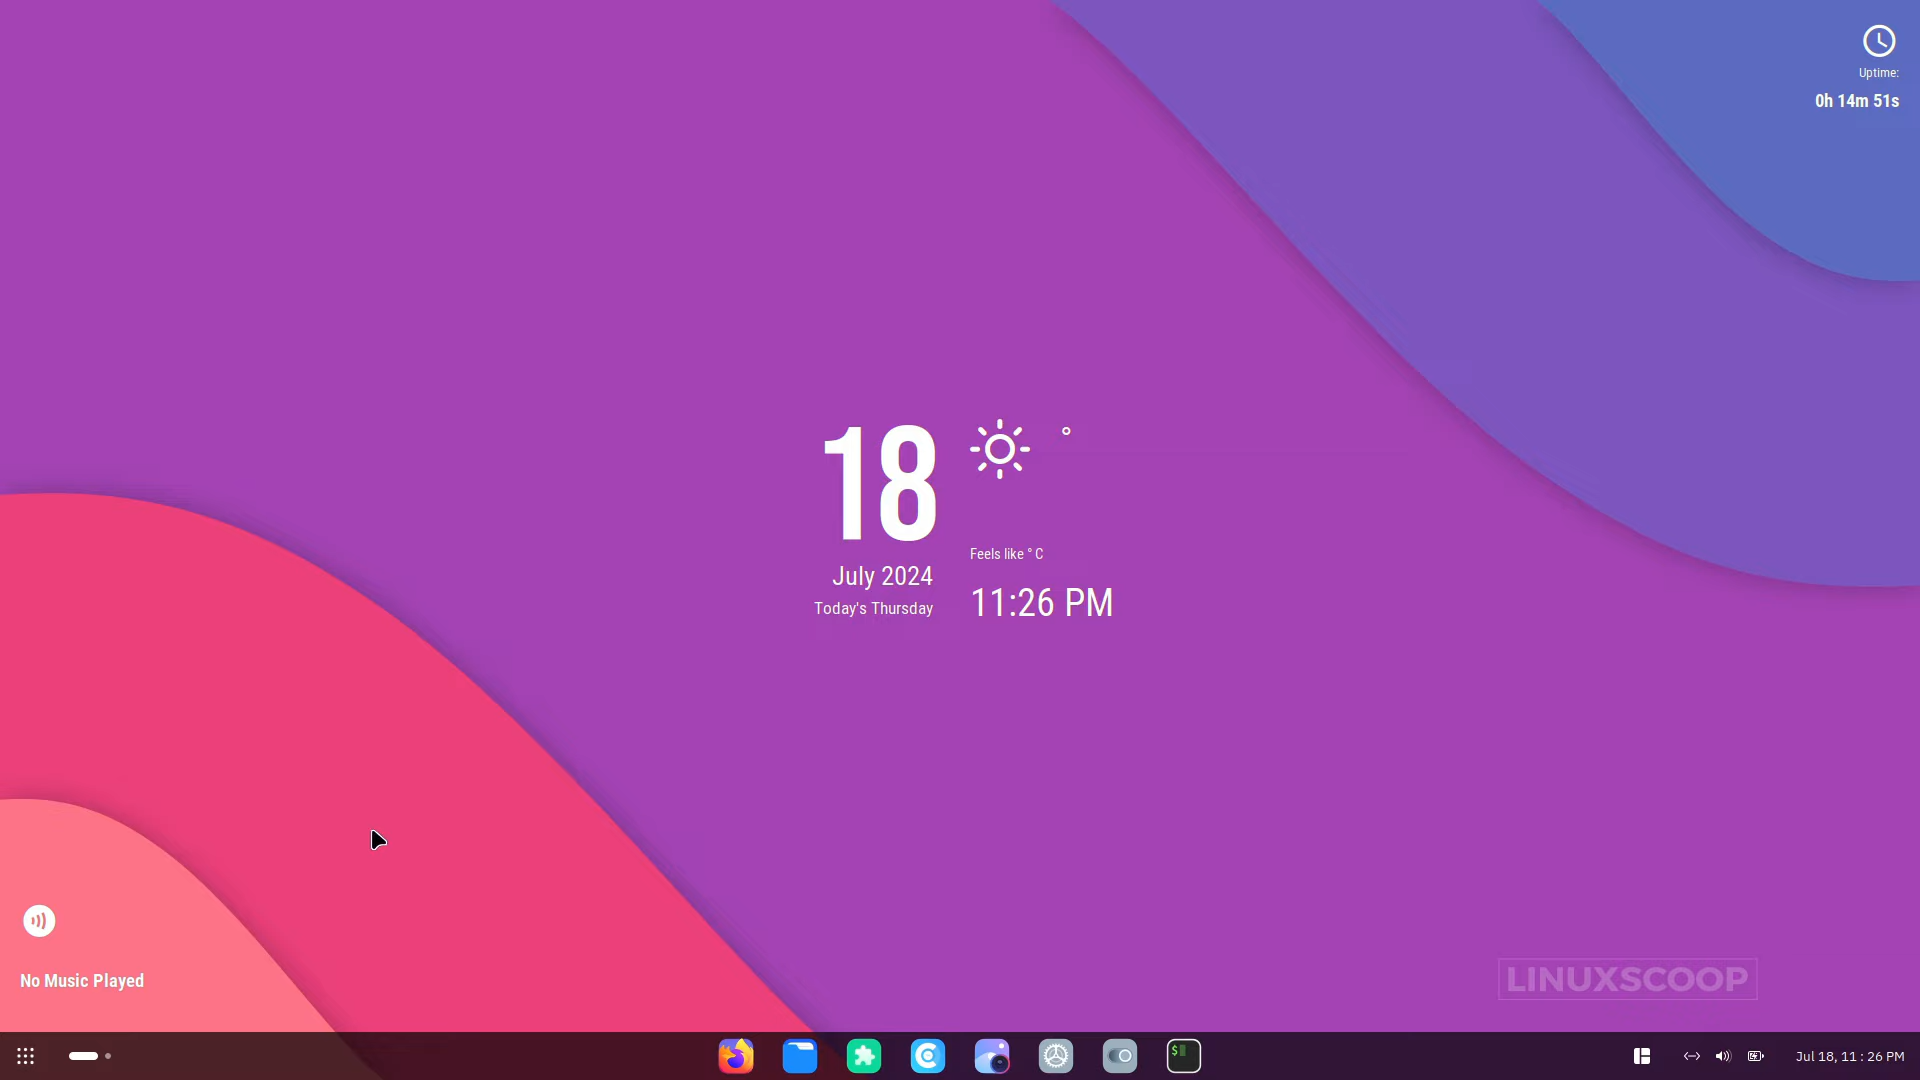 Uptime:
0h 14m 51s
18
°
July 2024
Today's Thursday
Feels like ° C
11:26 PM
No Music Played
LINUXSCOOP
$
Jul 18, 11 : 26 PM